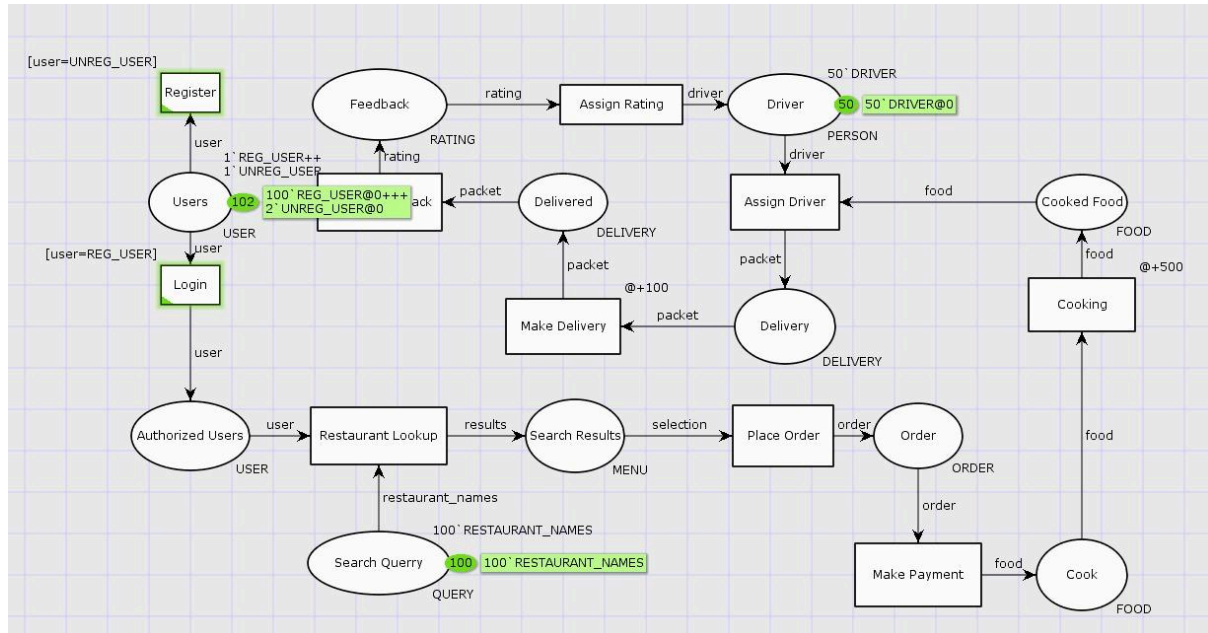 [user=UNREG_USER]
Register
user
1`REG_USER++
1`UNREG_USER
Users
102
100`REG_USER@0+++
2`UNREG_USER@0
USER
user
[user=REG_USER]
Login
user
Feedback
RATING
rating
rating
Assign Rating
driver
50`DRIVER
Driver
50
50`DRIVER@0
PERSON
driver
packet
Delivered
DELIVERY
packet
Assign Driver
food
Cooked Food
FOOD
food
@+500
Cooking
packet
@+100
Make Delivery
packet
Delivery
DELIVERY
food
Authorized Users
USER
user
Restaurant Lookup
results
Search Results
MENU
selection
Place Order
order
Order
ORDER
order
restaurant_names
100`RESTAURANT_NAMES
Search Querry
100
100`RESTAURANT_NAMES
QUERY
Make Payment
food
Cook
FOOD